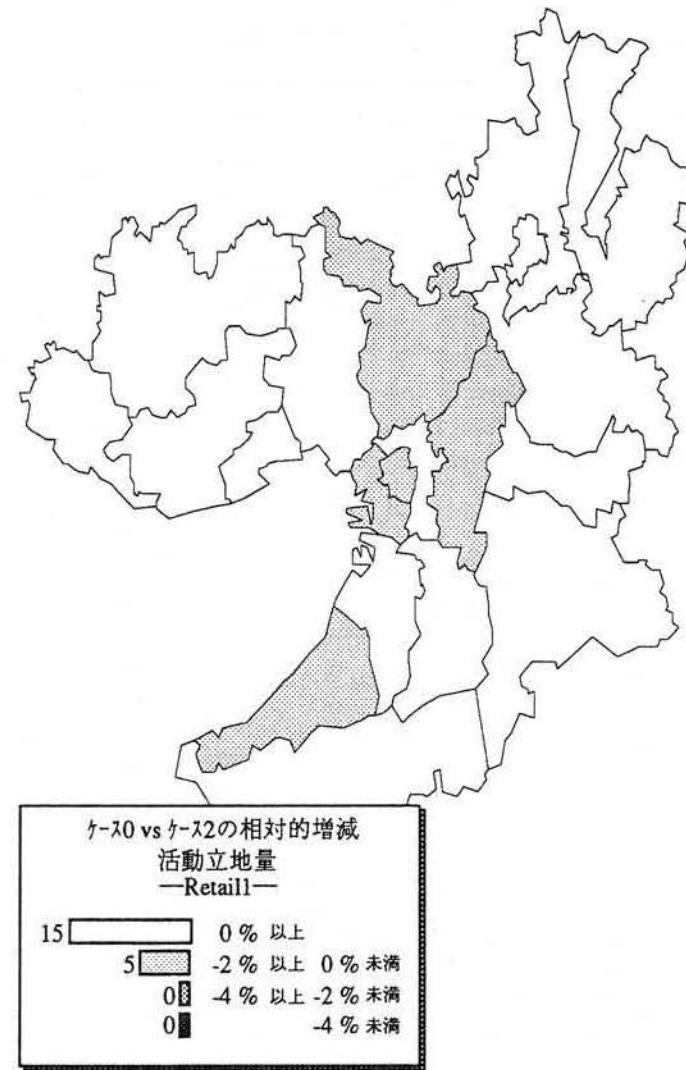 ｹｰｽ0 vs ｹｰｽ2の相対的増減
活動立地量
—Retail1—
15 0 % 以上
5 -2 % 以上 0 % 未満
0 -4 % 以上 -2 % 未満
0 -4 % 未満